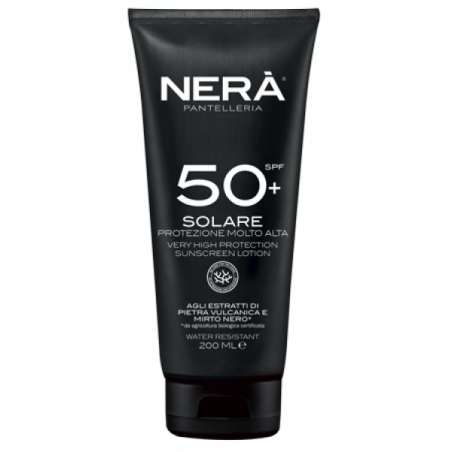 NERÀ®
PANTELLERIA
SPF
50+
SOLARE
PROTEZIONE MOLTO ALTA
VERY HIGH PROTECTION
SUNSCREEN LOTION
AGLI ESTRATTI DI
PIETRA VULCANICA E
MIRTO NERO*
*da agricoltura biologica certificata
WATER RESISTANT
200 ML ℮